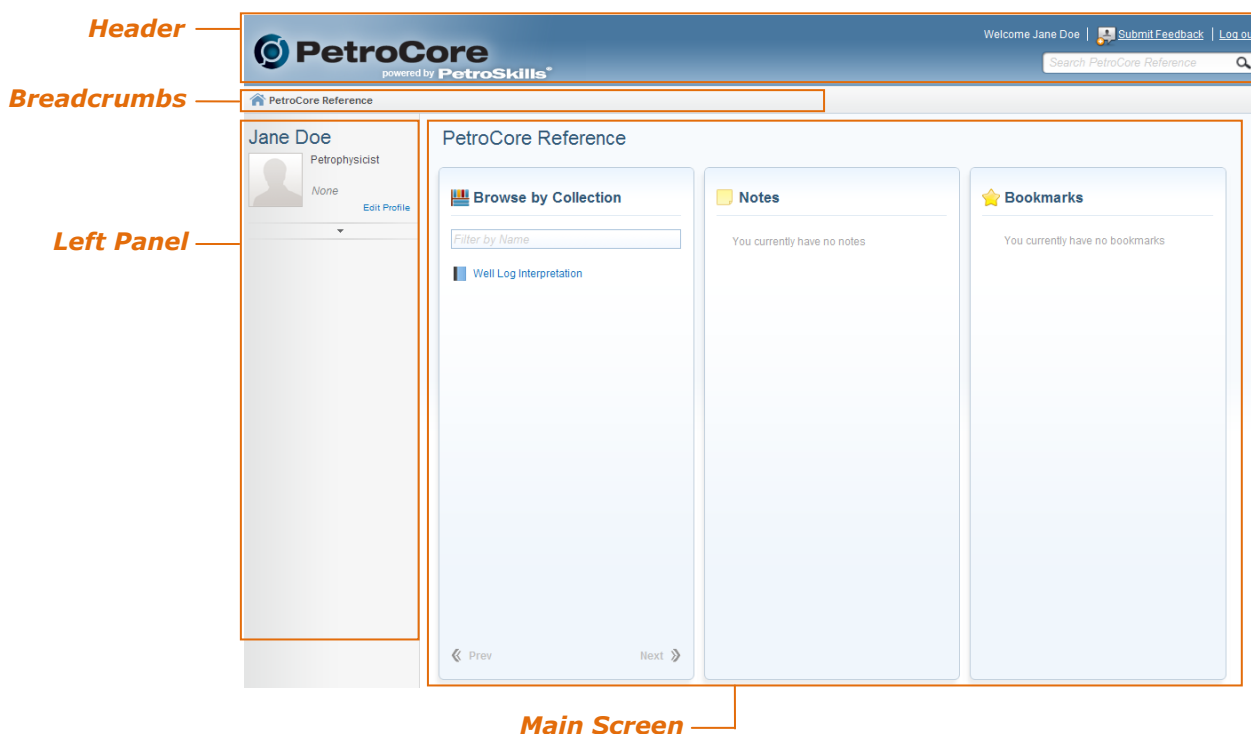 Header
PetroCore
powered by PetroSkills®
Welcome Jane Doe | Submit Feedback |
Search PetroCore Reference
Breadcrumbs
PetroCore Reference
Left Panel
Jane Doe
Petrophysicist
None
Edit Profile
PetroCore Reference
Browse by Collection
Filter by Name
Well Log Interpretation
Prev
Next
Notes
You currently have no notes
Bookmarks
You currently have no bookmarks
Main Screen